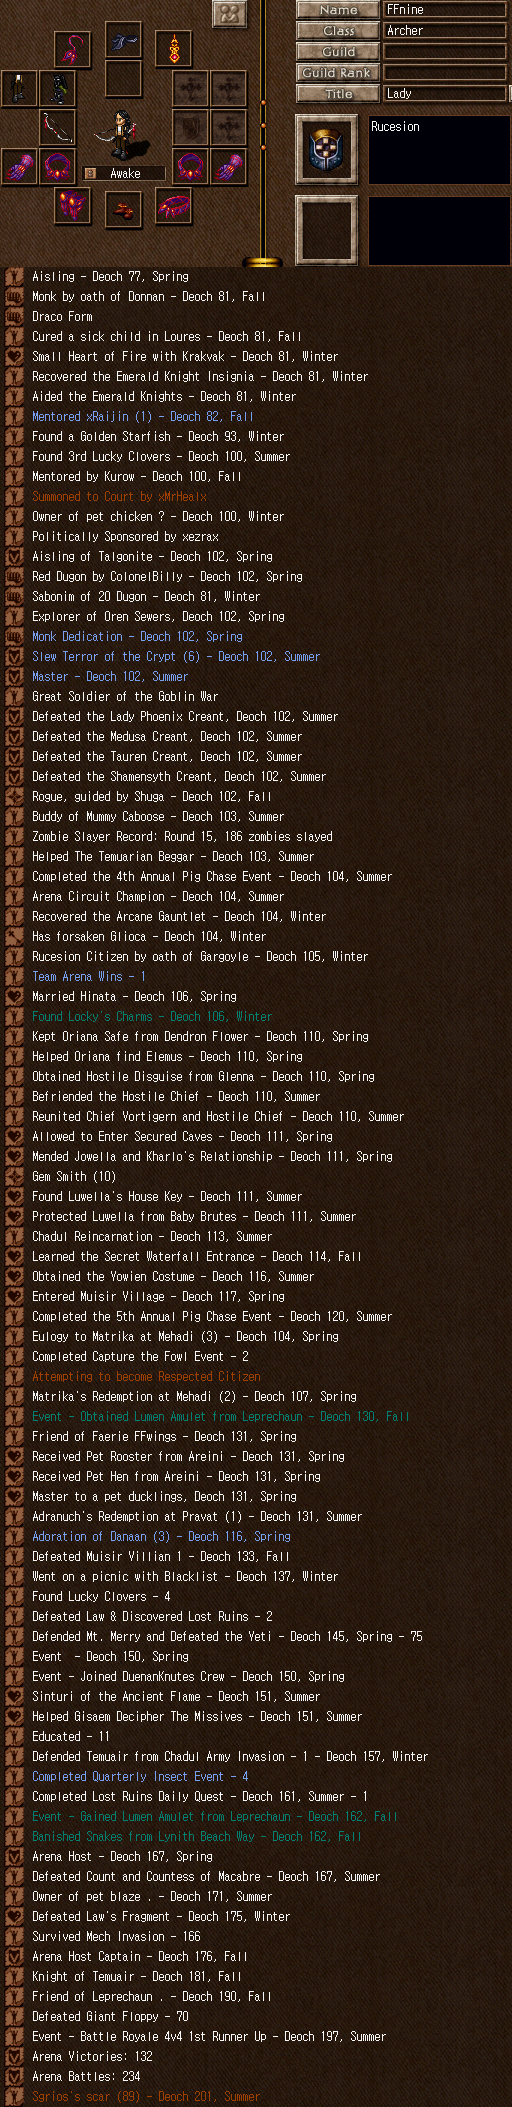 Name FFnine
Class Archer
Guild
Guild Rank
Title Lady
Rucesion
Awake
Aisling - Deoch 77, Spring
Monk by oath of Donnan - Deoch 81, Fall
Draco Form
Cured a sick child in Loures - Deoch 81, Fall
Small Heart of Fire with Krakvak - Deoch 81, Winter
Recovered the Emerald Knight Insignia - Deoch 81, Winter
Aided the Emerald Knights - Deoch 81, Winter
Mentored xRaijin (1) - Deoch 82, Fall
Found a Golden Starfish - Deoch 93, Winter
Found 3rd Lucky Clovers - Deoch 100, Summer
Mentored by Kurow - Deoch 100, Fall
Summoned to Court by xMrHealx
Owner of pet chicken ? - Deoch 100, Winter
Politically Sponsored by xezrax
Aisling of Talgonite - Deoch 102, Spring
Red Dugon by ColonelBilly - Deoch 102, Spring
Sabonim of 20 Dugon - Deoch 81, Winter
Explorer of Oren Sewers, Deoch 102, Spring
Monk Dedication - Deoch 102, Spring
Slew Terror of the Crypt (6) - Deoch 102, Summer
Master - Deoch 102, Summer
Great Soldier of the Goblin War
Defeated the Lady Phoenix Creant, Deoch 102, Summer
Defeated the Medusa Creant, Deoch 102, Summer
Defeated the Tauren Creant, Deoch 102, Summer
Defeated the Shamensyth Creant, Deoch 102, Summer
Rogue, guided by Shuga - Deoch 102, Fall
Buddy of Mummy Caboose - Deoch 103, Summer
Zombie Slayer Record: Round 15, 186 zombies slayed
Helped The Temuarian Beggar - Deoch 103, Summer
Completed the 4th Annual Pig Chase Event - Deoch 104, Summer
Arena Circuit Champion - Deoch 104, Summer
Recovered the Arcane Gauntlet - Deoch 104, Winter
Has forsaken Glioca - Deoch 104, Winter
Rucesion Citizen by oath of Gargoyle - Deoch 105, Winter
Team Arena Wins - 1
Married Hinata - Deoch 106, Spring
Found Locky's Charms - Deoch 106, Winter
Kept Oriana Safe from Dendron Flower - Deoch 110, Spring
Helped Oriana find Elemus - Deoch 110, Spring
Obtained Hostile Disguise from Glenna - Deoch 110, Spring
Befriended the Hostile Chief - Deoch 110, Summer
Reunited Chief Vortigern and Hostile Chief - Deoch 110, Summer
Allowed to Enter Secured Caves - Deoch 111, Spring
Mended Jowella and Kharlo's Relationship - Deoch 111, Spring
Gem Smith (10)
Found Luwella's House Key - Deoch 111, Summer
Protected Luwella from Baby Brutes - Deoch 111, Summer
Chadul Reincarnation - Deoch 113, Summer
Learned the Secret Waterfall Entrance - Deoch 114, Fall
Obtained the Yowien Costume - Deoch 116, Summer
Entered Muisir Village - Deoch 117, Spring
Completed the 5th Annual Pig Chase Event - Deoch 120, Summer
Eulogy to Matrika at Mehadi (3) - Deoch 104, Spring
Completed Capture the Fowl Event - 2
Attempting to become Respected Citizen
Matrika's Redemption at Mehadi (2) - Deoch 107, Spring
Event - Obtained Lumen Amulet from Leprechaun - Deoch 130, Fall
Friend of Faerie FFwings - Deoch 131, Spring
Received Pet Rooster from Areini - Deoch 131, Spring
Received Pet Hen from Areini - Deoch 131, Spring
Master to a pet ducklings, Deoch 131, Spring
Adranuch's Redemption at Pravat (1) - Deoch 131, Summer
Adoration of Danaan (3) - Deoch 116, Spring
Defeated Muisir Villian 1 - Deoch 133, Fall
Went on a picnic with Blacklist - Deoch 137, Winter
Found Lucky Clovers - 4
Defeated Law & Discovered Lost Ruins - 2
Defended Mt. Merry and Defeated the Yeti - Deoch 145, Spring - 75
Event  - Deoch 150, Spring
Event - Joined DuenanKnutes Crew - Deoch 150, Spring
Sinturi of the Ancient Flame - Deoch 151, Summer
Helped Gisaem Decipher The Missives - Deoch 151, Summer
Educated - 11
Defended Temuair from Chadul Army Invasion - 1 - Deoch 157, Winter
Completed Quarterly Insect Event - 4
Completed Lost Ruins Daily Quest - Deoch 161, Summer - 1
Event - Gained Lumen Amulet from Leprechaun - Deoch 162, Fall
Banished Snakes from Lynith Beach Way - Deoch 162, Fall
Arena Host - Deoch 167, Spring
Defeated Count and Countess of Macabre - Deoch 167, Summer
Owner of pet blaze . - Deoch 171, Summer
Defeated Law's Fragment - Deoch 175, Winter
Survived Mech Invasion - 166
Arena Host Captain - Deoch 176, Fall
Knight of Temuair - Deoch 181, Fall
Friend of Leprechaun . - Deoch 190, Fall
Defeated Giant Floppy - 70
Event - Battle Royale 4v4 1st Runner Up - Deoch 197, Summer
Arena Victories: 132
Arena Battles: 234
Sgrios's scar (89) - Deoch 201, Summer